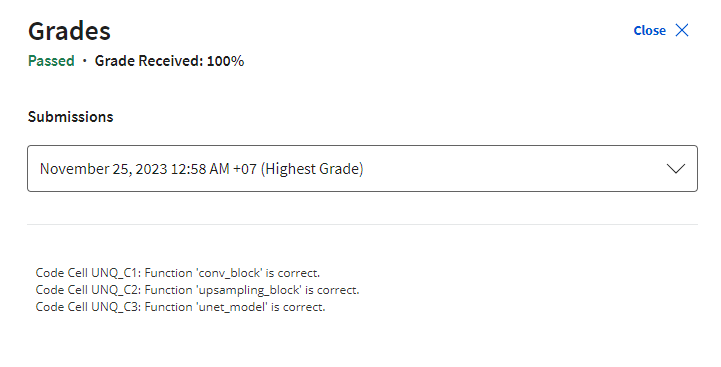 Grades
Close
Passed · Grade Received: 100%
Submissions
November 25, 2023 12:58 AM +07 (Highest Grade)
Code Cell UNQ_C1: Function 'conv_block' is correct.
Code Cell UNQ_C2: Function 'upsampling_block' is correct.
Code Cell UNQ_C3: Function 'unet_model' is correct.